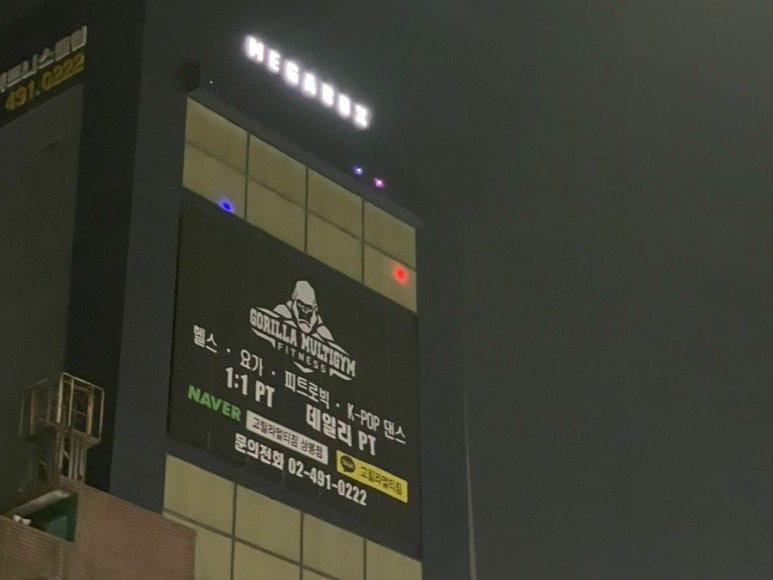 MEGABOX
491.0222
GORILLA MULTIGYM
FITNESS
헬스 · 요가 · 피트로빅 · K-POP 댄스
1:1 PT 데일리 PT
NAVER 고릴라멀티짐 상봉점
고릴라멀티짐
문의전화 02-491-0222